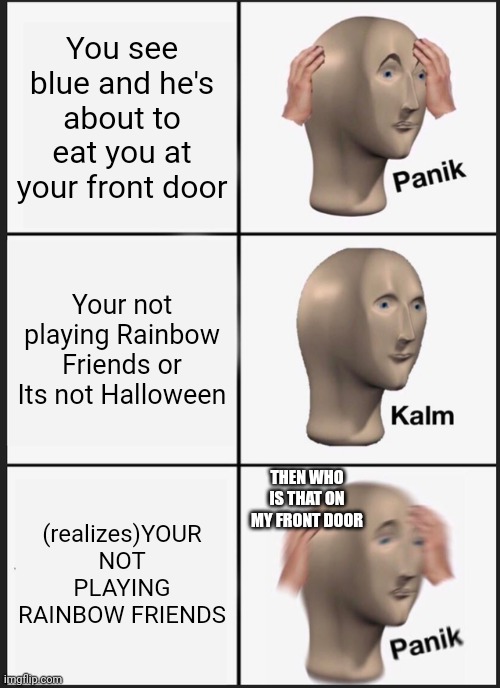 You see
blue and he's
about to
eat you at
your front door
Panik
Your not
playing Rainbow
Friends or
Its not Halloween
Kalm
THEN WHO
IS THAT ON
MY FRONT DOOR
(realizes)YOUR
NOT
PLAYING
RAINBOW FRIENDS
Panik
imgflip.com